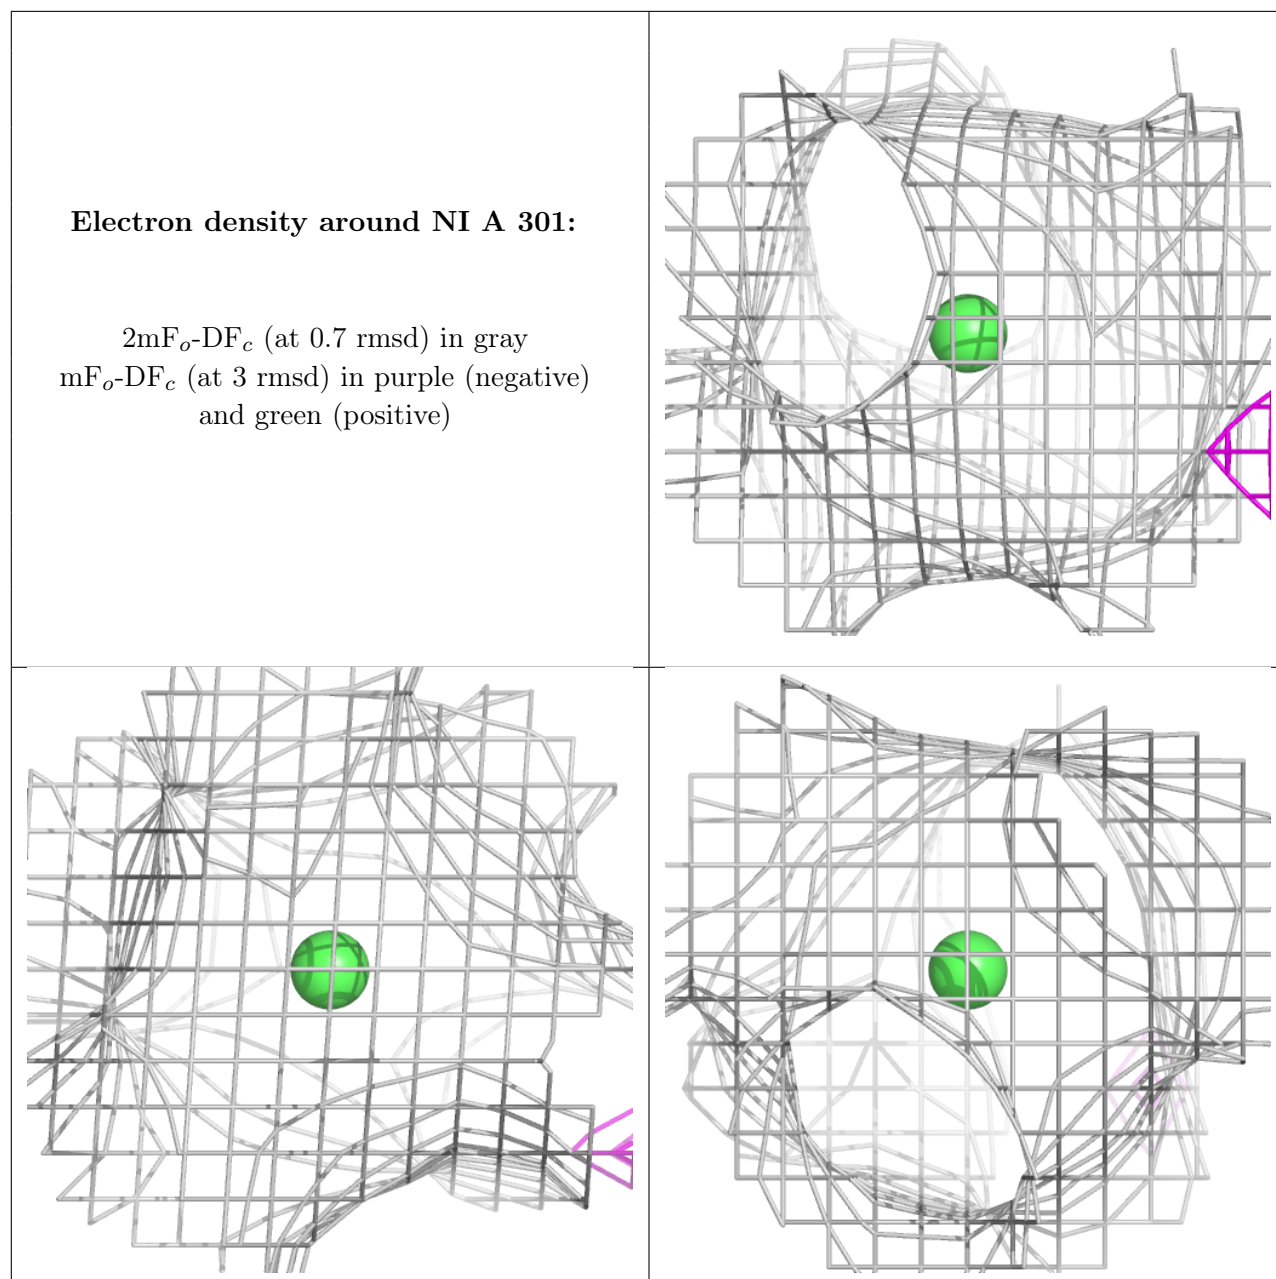 Electron density around NI A 301:
2mFo-DFc (at 0.7 rmsd) in gray
mFo-DFc (at 3 rmsd) in purple (negative)
and green (positive)